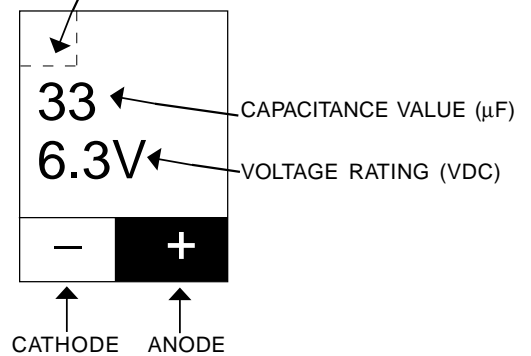 33
CAPACITANCE VALUE (μF)
6.3V
VOLTAGE RATING (VDC)
– +
CATHODE ANODE